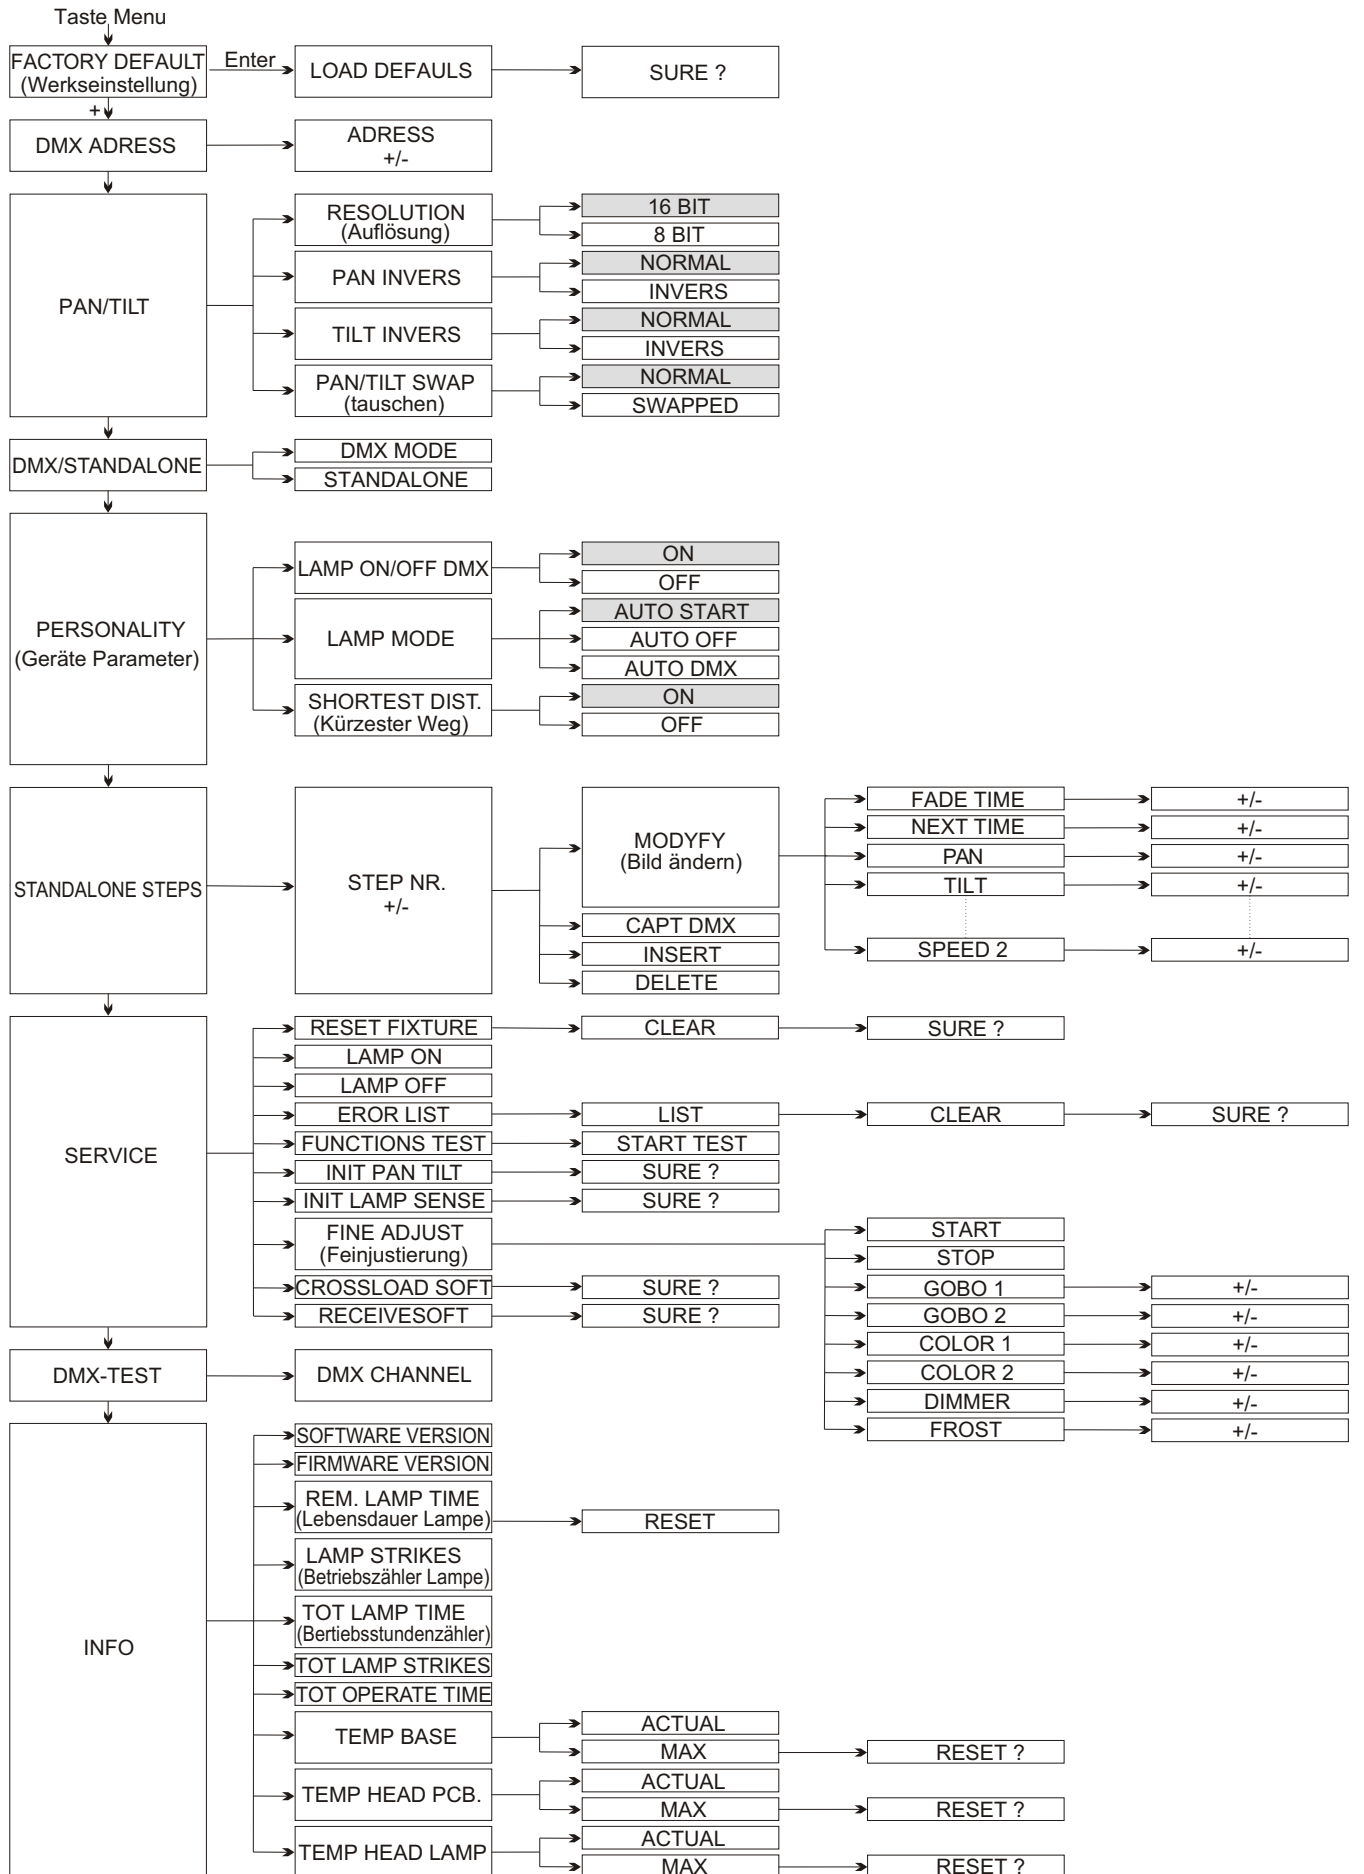 Taste Menu
FACTORY DEFAULT
(Werkseinstellung)
Enter
LOAD DEFAULS
SURE ?
+
DMX ADRESS
ADRESS
+/-
PAN/TILT
RESOLUTION
(Auflösung)
16 BIT
8 BIT
PAN INVERS
NORMAL
INVERS
TILT INVERS
NORMAL
INVERS
PAN/TILT SWAP
(tauschen)
NORMAL
SWAPPED
DMX/STANDALONE
DMX MODE
STANDALONE
PERSONALITY
(Geräte Parameter)
LAMP ON/OFF DMX
ON
OFF
LAMP MODE
AUTO START
AUTO OFF
AUTO DMX
SHORTEST DIST.
(Kürzester Weg)
ON
OFF
STANDALONE STEPS
STEP NR.
+/-
MODYFY
(Bild ändern)
FADE TIME
+/-
NEXT TIME
+/-
PAN
+/-
TILT
+/-
SPEED 2
+/-
CAPT DMX
INSERT
DELETE
SERVICE
RESET FIXTURE
CLEAR
SURE ?
LAMP ON
LAMP OFF
EROR LIST
LIST
CLEAR
SURE ?
FUNCTIONS TEST
START TEST
INIT PAN TILT
SURE ?
INIT LAMP SENSE
SURE ?
FINE ADJUST
(Feinjustierung)
START
STOP
GOBO 1
+/-
GOBO 2
+/-
COLOR 1
+/-
COLOR 2
+/-
DIMMER
+/-
FROST
+/-
CROSSLOAD SOFT
SURE ?
RECEIVESOFT
SURE ?
DMX-TEST
DMX CHANNEL
INFO
SOFTWARE VERSION
FIRMWARE VERSION
REM. LAMP TIME
(Lebensdauer Lampe)
RESET
LAMP STRIKES
(Betriebszähler Lampe)
TOT LAMP TIME
(Bertiebsstundenzähler)
TOT LAMP STRIKES
TOT OPERATE TIME
TEMP BASE
ACTUAL
MAX
RESET ?
TEMP HEAD PCB.
ACTUAL
MAX
RESET ?
TEMP HEAD LAMP
ACTUAL
MAX
RESET ?